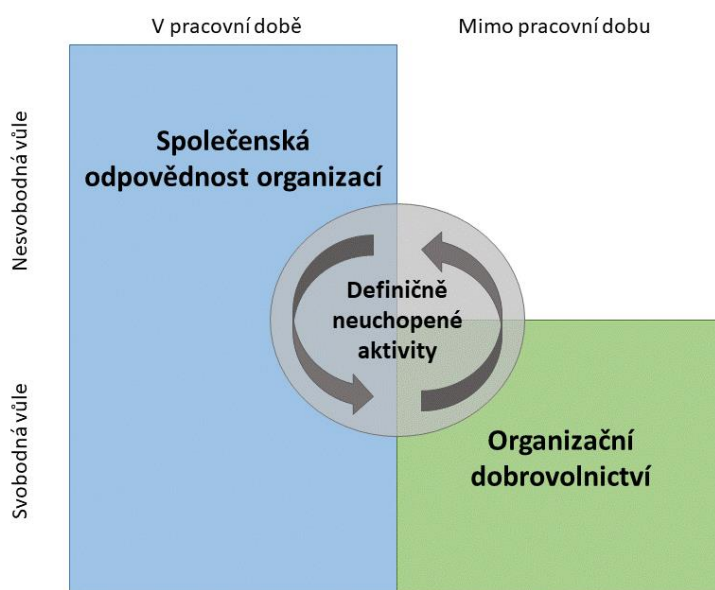 V pracovní době
Mimo pracovní dobu
Nesvobodná vůle
Společenská
odpovědnost organizací
Definičně
neuchopené
aktivity
Svobodná vůle
Organizační
dobrovolnictví